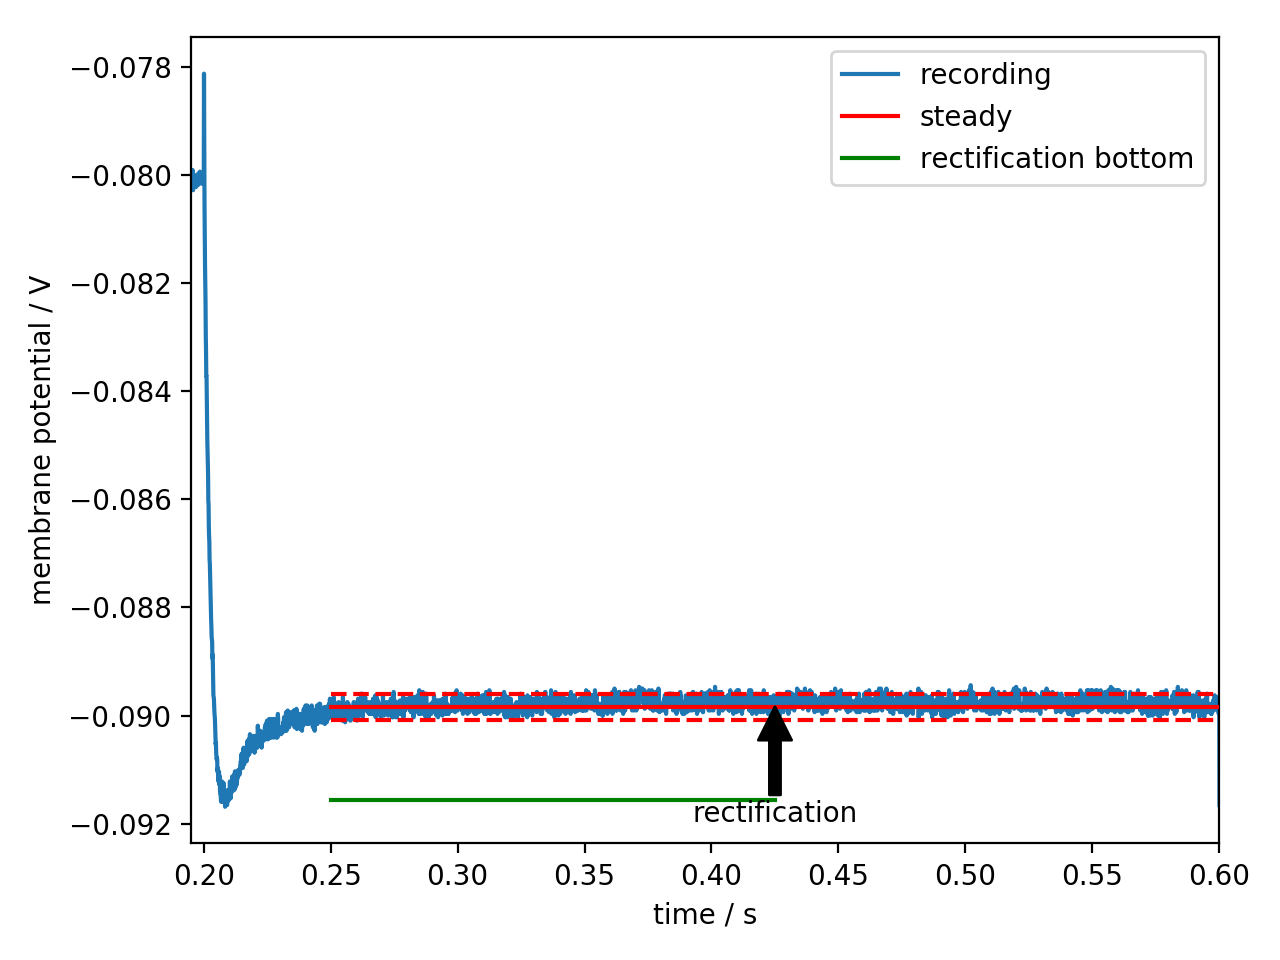 recording
steady
rectification bottom
−0.078
−0.080
−0.082
−0.084
−0.086
−0.088
−0.090
−0.092
membrane potential / V
rectification
0.20 0.25 0.30 0.35 0.40 0.45 0.50 0.55 0.60
time / s